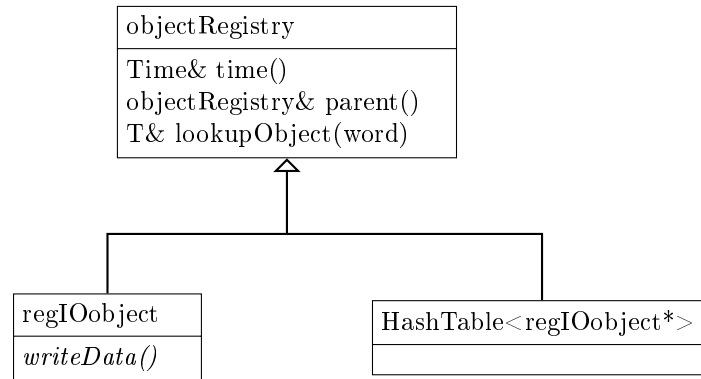 objectRegistry
Time& time()
objectRegistry& parent()
T& lookupObject(word)
regIOobject
writeData()
HashTable<regIOobject*>